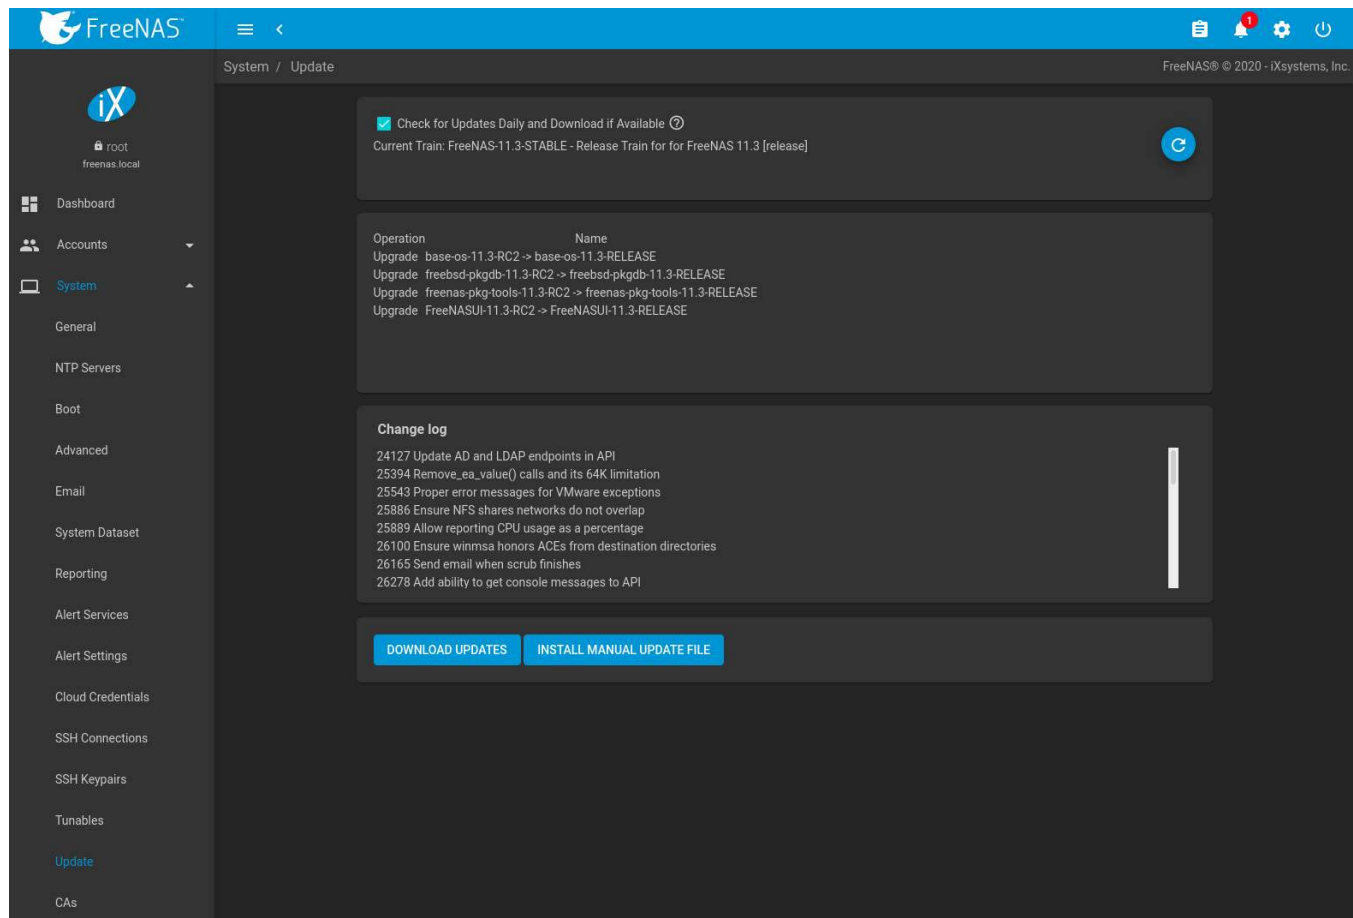 FreeNAS™
1
System / Update
FreeNAS® © 2020 - iXsystems, Inc.
iX
root
freenas.local
Dashboard
Accounts
System
General
NTP Servers
Boot
Advanced
Email
System Dataset
Reporting
Alert Services
Alert Settings
Cloud Credentials
SSH Connections
SSH Keypairs
Tunables
Update
CAs
Check for Updates Daily and Download if Available
Current Train: FreeNAS-11.3-STABLE - Release Train for for FreeNAS 11.3 [release]
Operation Name
Upgrade base-os-11.3-RC2 -> base-os-11.3-RELEASE
Upgrade freebsd-pkgdb-11.3-RC2 -> freebsd-pkgdb-11.3-RELEASE
Upgrade freenas-pkg-tools-11.3-RC2 -> freenas-pkg-tools-11.3-RELEASE
Upgrade FreeNASUI-11.3-RC2 -> FreeNASUI-11.3-RELEASE
Change log
24127 Update AD and LDAP endpoints in API
25394 Remove_ea_value() calls and its 64K limitation
25543 Proper error messages for VMware exceptions
25886 Ensure NFS shares networks do not overlap
25889 Allow reporting CPU usage as a percentage
26100 Ensure winmsa honors ACEs from destination directories
26165 Send email when scrub finishes
26278 Add ability to get console messages to API
DOWNLOAD UPDATES
INSTALL MANUAL UPDATE FILE